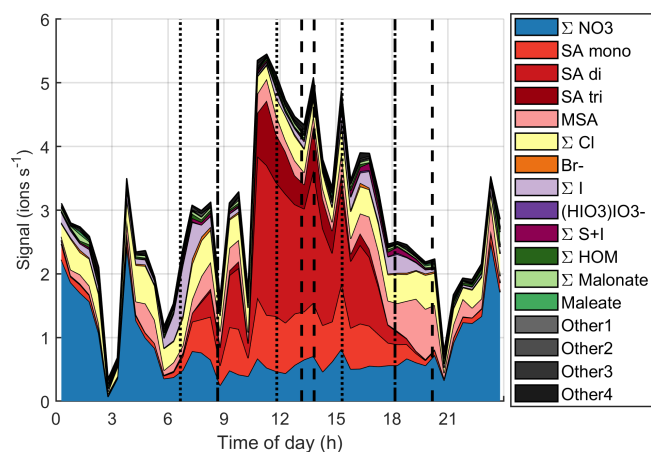 6
5
4
3
2
1
0
Signal (ions s⁻¹)
0 3 6 9 12 15 18 21
Time of day (h)
Σ NO3
SA mono
SA di
SA tri
MSA
Σ Cl
Br-
Σ I
(HIO3)IO3-
Σ S+I
Σ HOM
Σ Malonate
Maleate
Other1
Other2
Other3
Other4